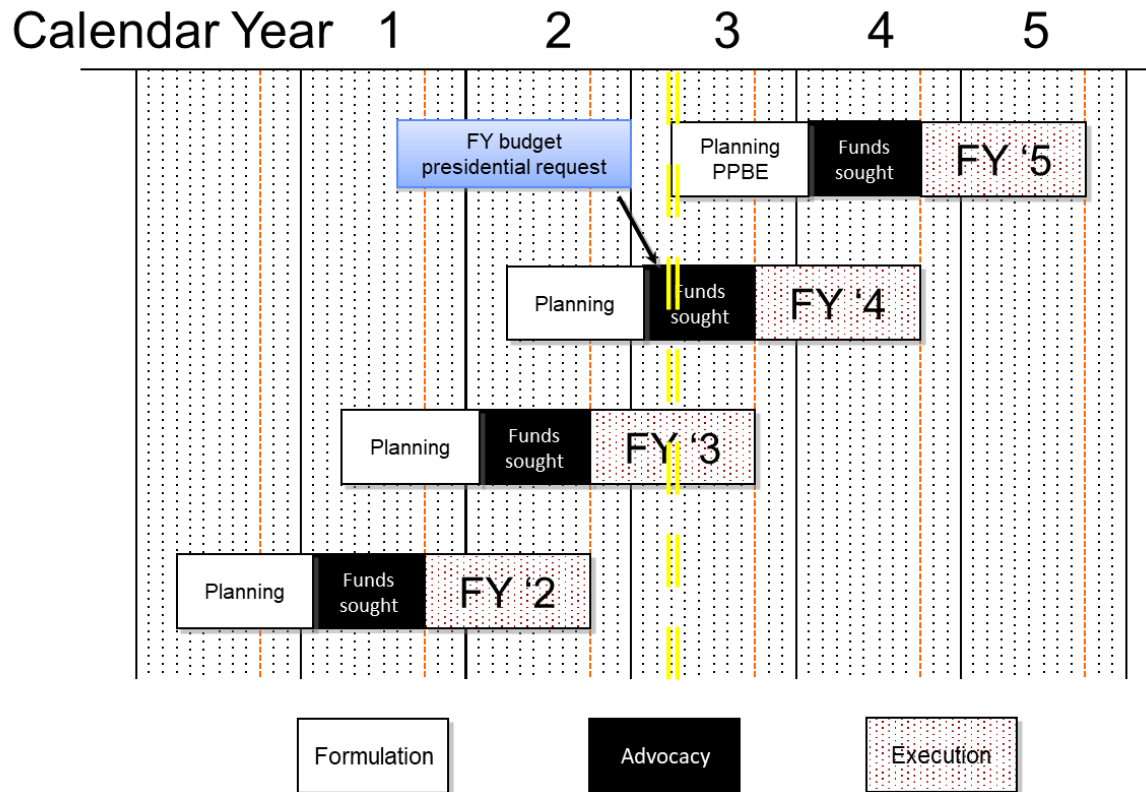 Calendar Year 1 2 3 4 5
FY budget
presidential request
Planning
PPBE
Funds
sought
FY ‘5
Planning
Funds
sought
FY ‘4
Planning
Funds
sought
FY ‘3
Planning
Funds
sought
FY ‘2
Formulation
Advocacy
Execution